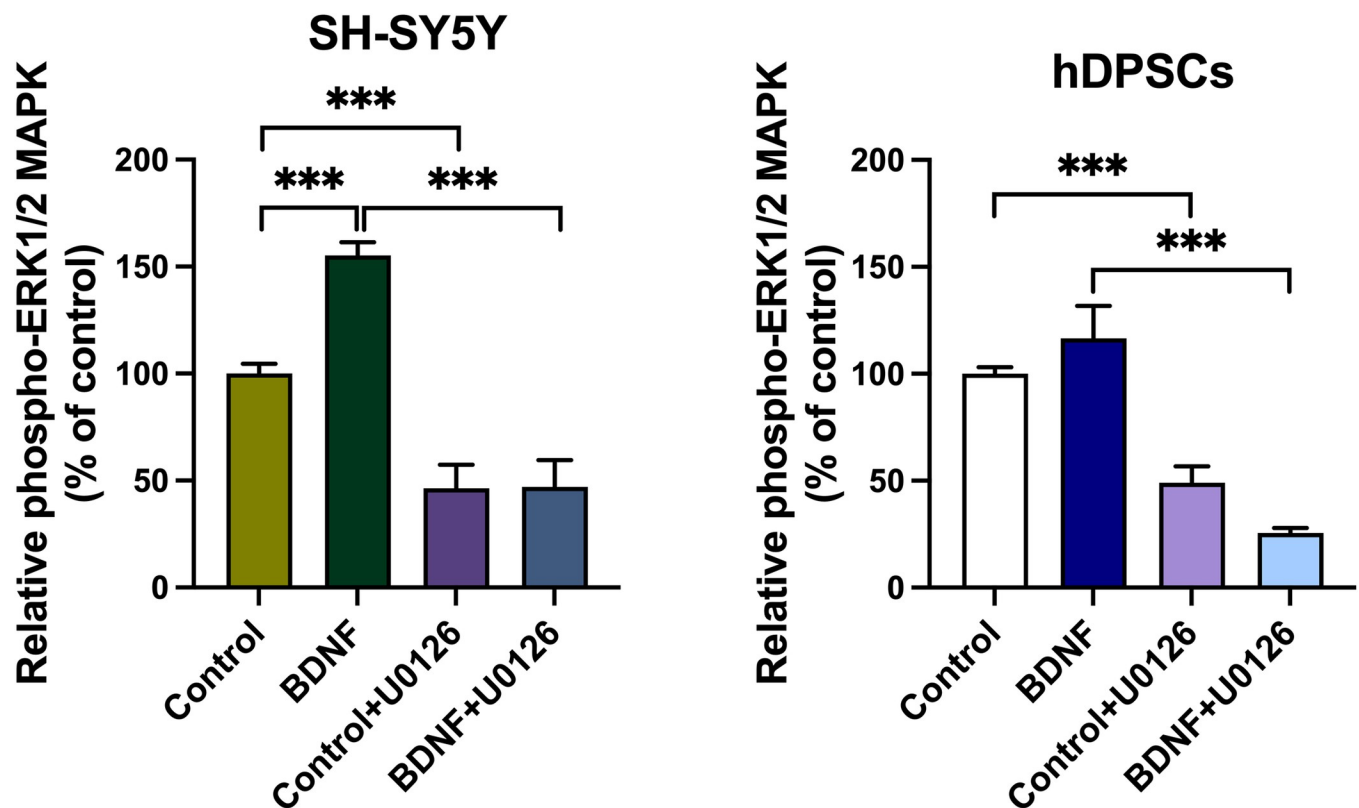 SH-SY5Y
Relative phospho-ERK1/2 MAPK
(% of control)
200
150
100
50
0
***
***
***
Control
BDNF
Control+U0126
BDNF+U0126
hDPSCs
Relative phospho-ERK1/2 MAPK
(% of control)
200
150
100
50
0
***
***
Control
BDNF
Control+U0126
BDNF+U0126